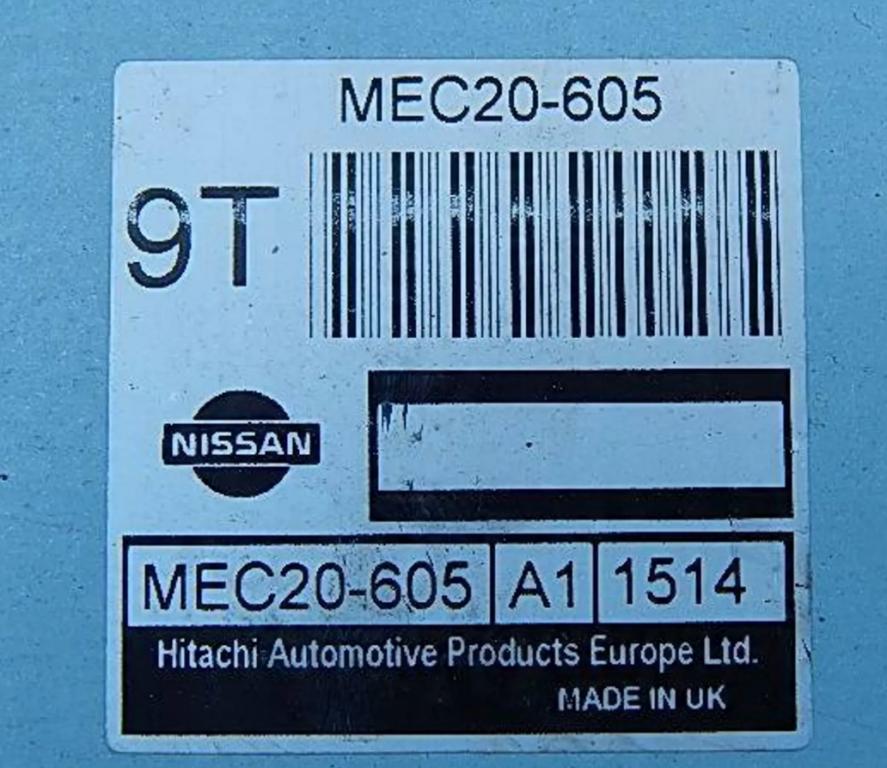 MEC20-605
9T
NISSAN
MEC20-605 A1 1514
Hitachi Automotive Products Europe Ltd.
MADE IN UK